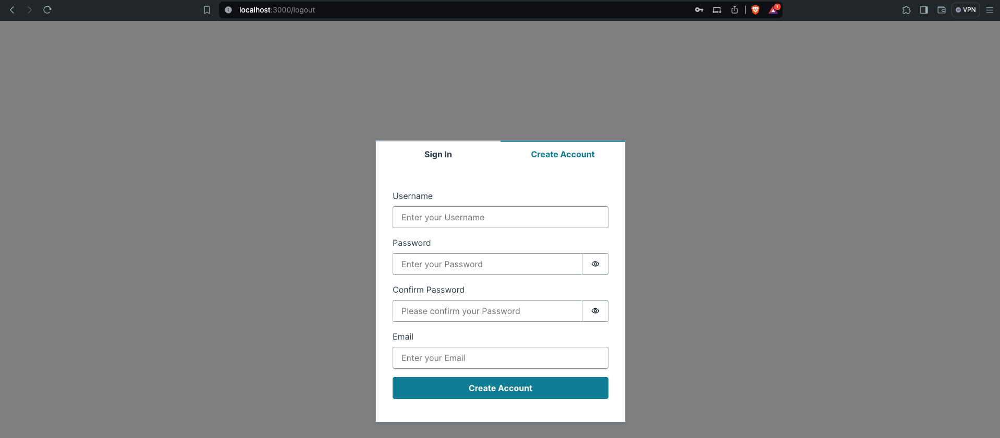 localhost:3000/logout
1
VPN
Sign In
Create Account
Username
Enter your Username
Password
Enter your Password
Confirm Password
Please confirm your Password
Email
Enter your Email
Create Account